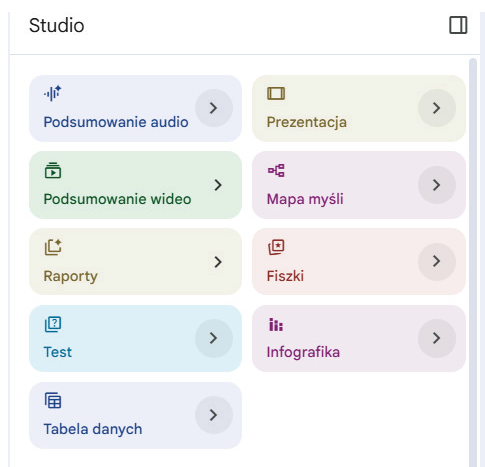 Studio
Podsumowanie audio
Prezentacja
Podsumowanie wideo
Mapa myśli
Raporty
Fiszki
Test
Infografika
Tabela danych